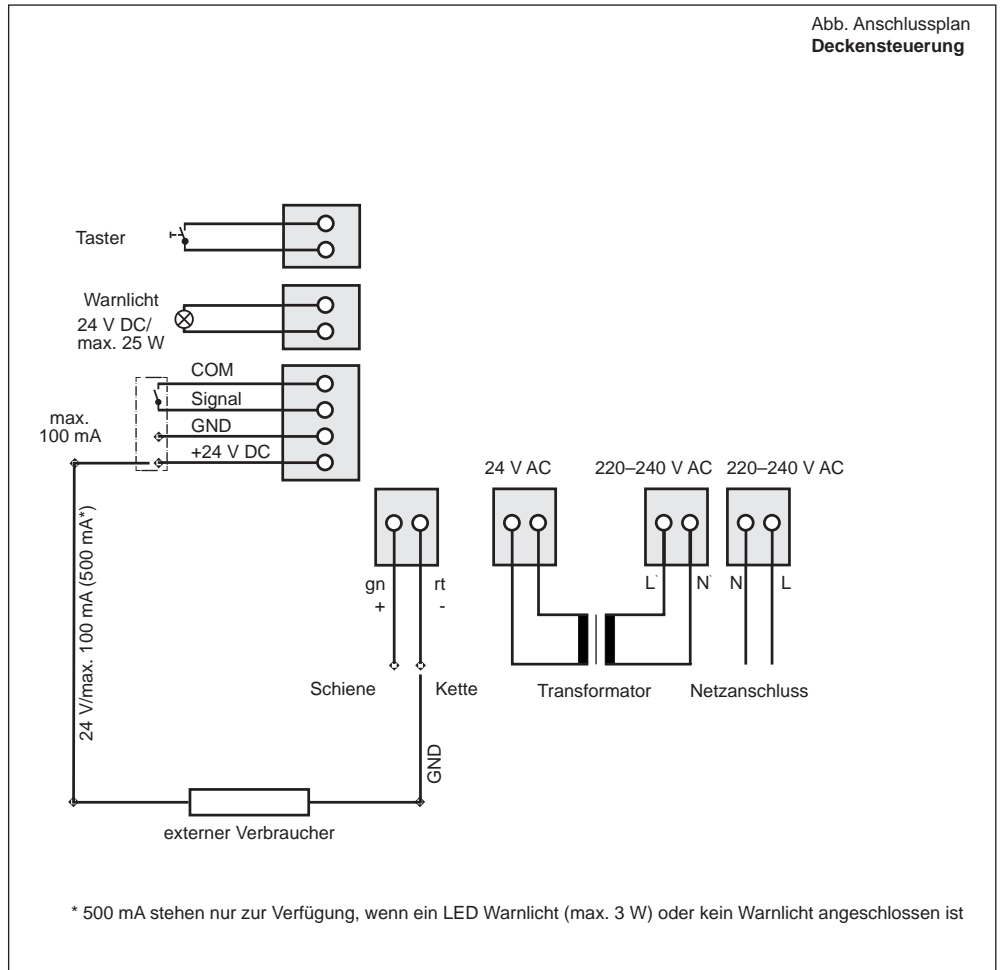 Abb. Anschlussplan
Deckensteuerung
Taster
Warnlicht
24 V DC/
max. 25 W
COM
Signal
GND
+24 V DC
max.
100 mA
24 V/max. 100 mA (500 mA*)
24 V AC
220–240 V AC
220–240 V AC
gn
+
rt
-
L`
N`
N
L
Schiene
Kette
Transformator
Netzanschluss
GND
externer Verbraucher
* 500 mA stehen nur zur Verfügung, wenn ein LED Warnlicht (max. 3 W) oder kein Warnlicht angeschlossen ist